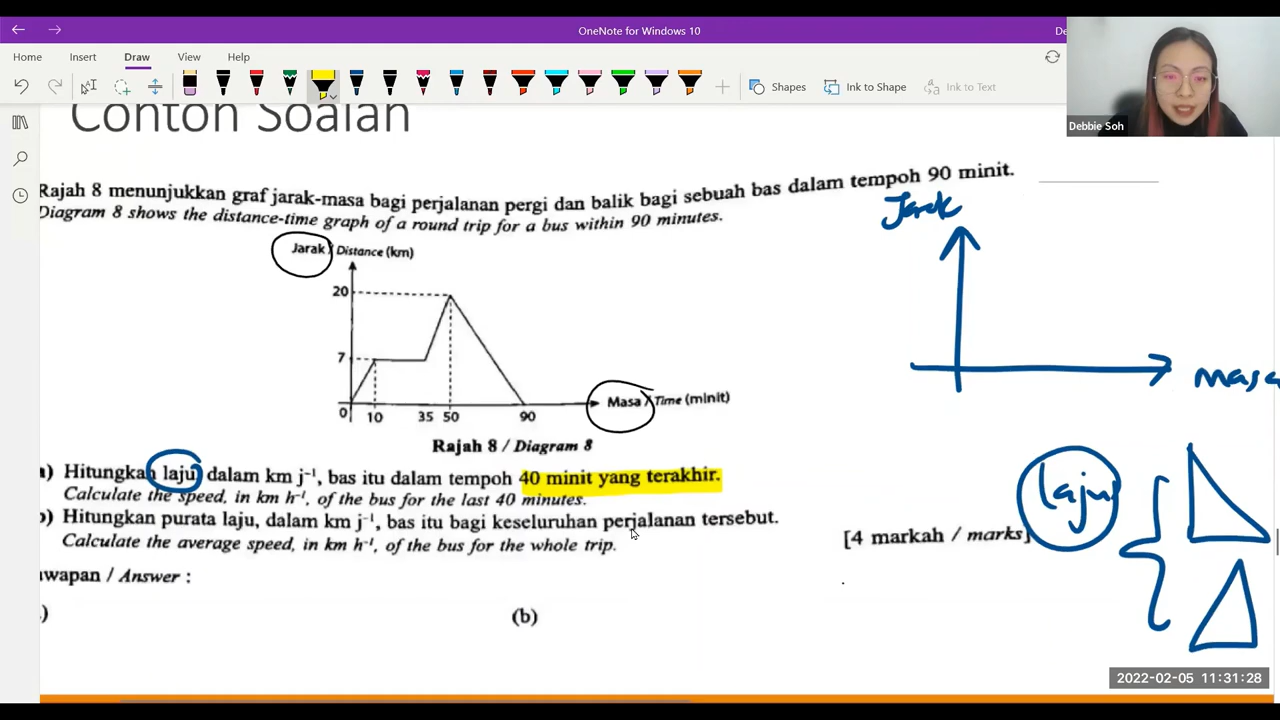 OneNote for Windows 10
De
Home Insert Draw View Help
Shapes Ink to Shape Ink to Text
Debbie Soh
Contoh Soalan
Rajah 8 menunjukkan graf jarak-masa bagi perjalanan pergi dan balik bagi sebuah bas dalam tempoh 90 minit.
Diagram 8 shows the distance-time graph of a round trip for a bus within 90 minutes.
Jarak
Jarak / Distance (km)
20
7
0 10 35 50 90
Masa / Time (minit)
masa
Rajah 8 / Diagram 8
a) Hitungkan laju, dalam km j⁻¹, bas itu dalam tempoh 40 minit yang terakhir.
Calculate the speed, in km h⁻¹, of the bus for the last 40 minutes.
laju
b) Hitungkan purata laju, dalam km j⁻¹, bas itu bagi keseluruhan perjalanan tersebut.
Calculate the average speed, in km h⁻¹, of the bus for the whole trip.
[4 markah / marks]
awapan / Answer :
) (b)
2022-02-05 11:31:28